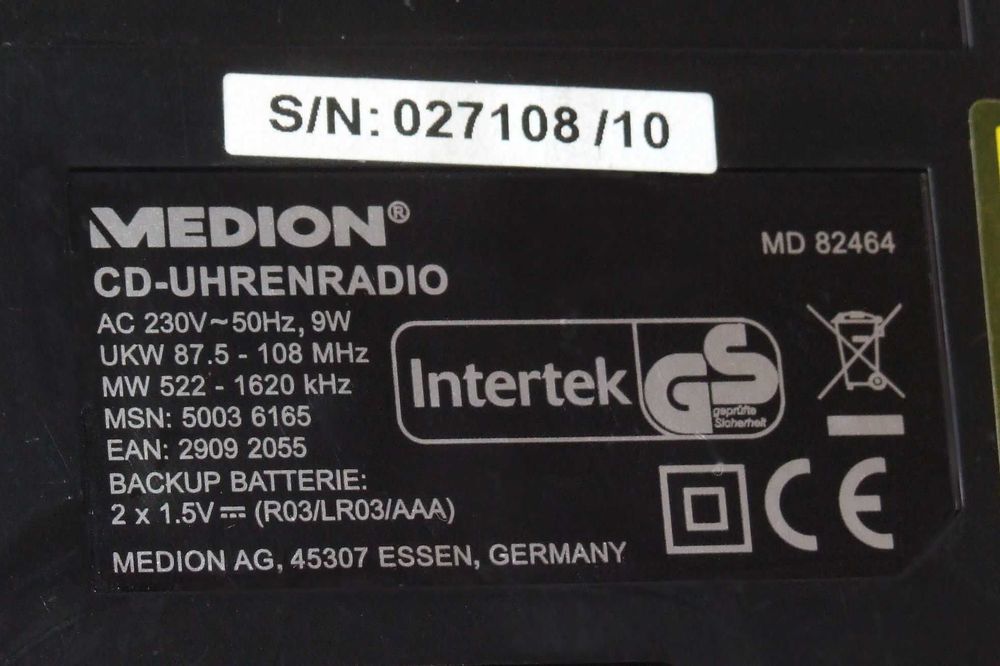 S/N: 027108 /10
MEDION®
MD 82464
CD-UHRENRADIO
AC 230V~50Hz, 9W
UKW 87.5 - 108 MHz
MW 522 - 1620 kHz
MSN: 5003 6165
EAN: 2909 2055
BACKUP BATTERIE:
2 x 1.5V⎓ (R03/LR03/AAA)
MEDION AG, 45307 ESSEN, GERMANY
Intertek
GS
geprüfte
Sicherheit
CE